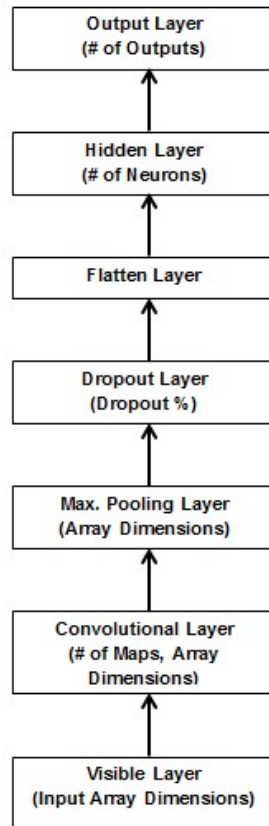 Output Layer
(# of Outputs)
Hidden Layer
(# of Neurons)
Flatten Layer
Dropout Layer
(Dropout %)
Max. Pooling Layer
(Array Dimensions)
Convolutional Layer
(# of Maps, Array
Dimensions)
Visible Layer
(Input Array Dimensions)